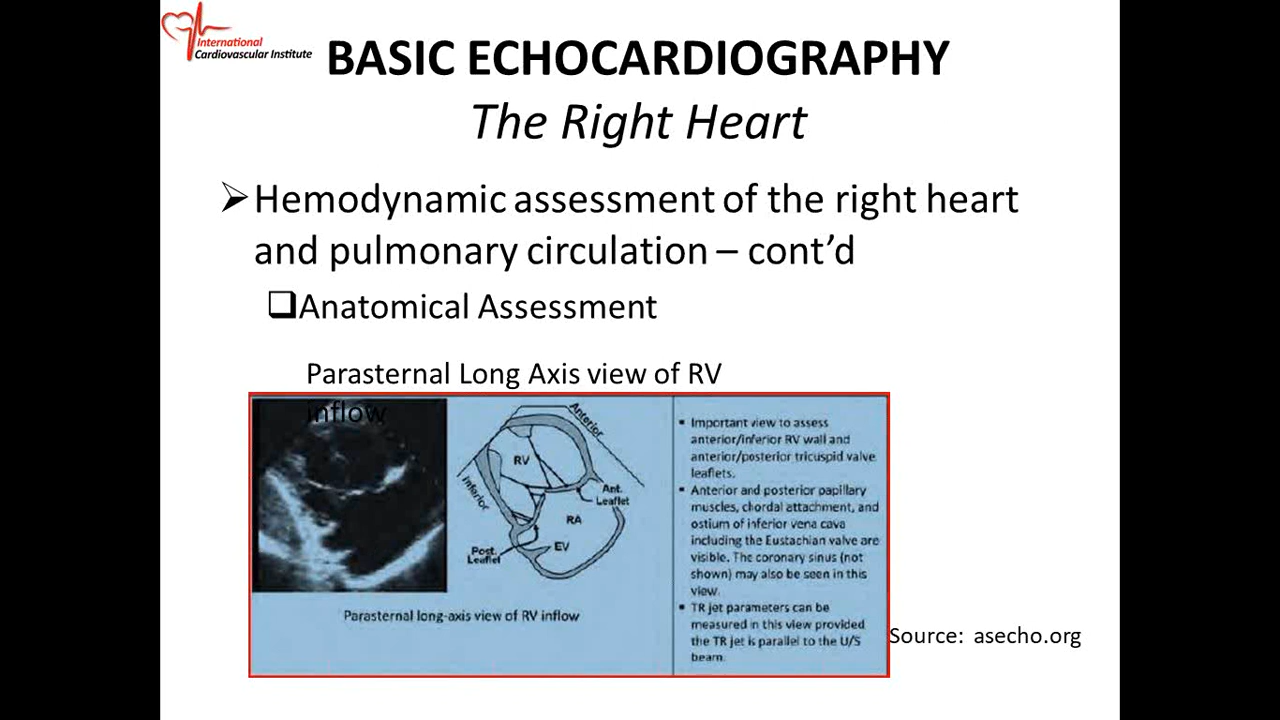 International
Cardiovascular Institute
BASIC ECHOCARDIOGRAPHY
The Right Heart
Hemodynamic assessment of the right heart
and pulmonary circulation – cont’d
Anatomical Assessment
Parasternal Long Axis view of RV
inflow
Anterior
RV
Inferior
Ant.
Leaflet
RA
EV
Post.
Leaflet
Parasternal long-axis view of RV inflow
▪ Important view to assess
anterior/inferior RV wall and
anterior/posterior tricuspid valve
leaflets.
▪ Anterior and posterior papillary
muscles, chordal attachment, and
ostium of inferior vena cava
including the Eustachian valve are
visible. The coronary sinus (not
shown) may also be seen in this
view.
▪ TR jet parameters can be
measured in this view provided
the TR jet is parallel to the U/S
beam.
Source: asecho.org